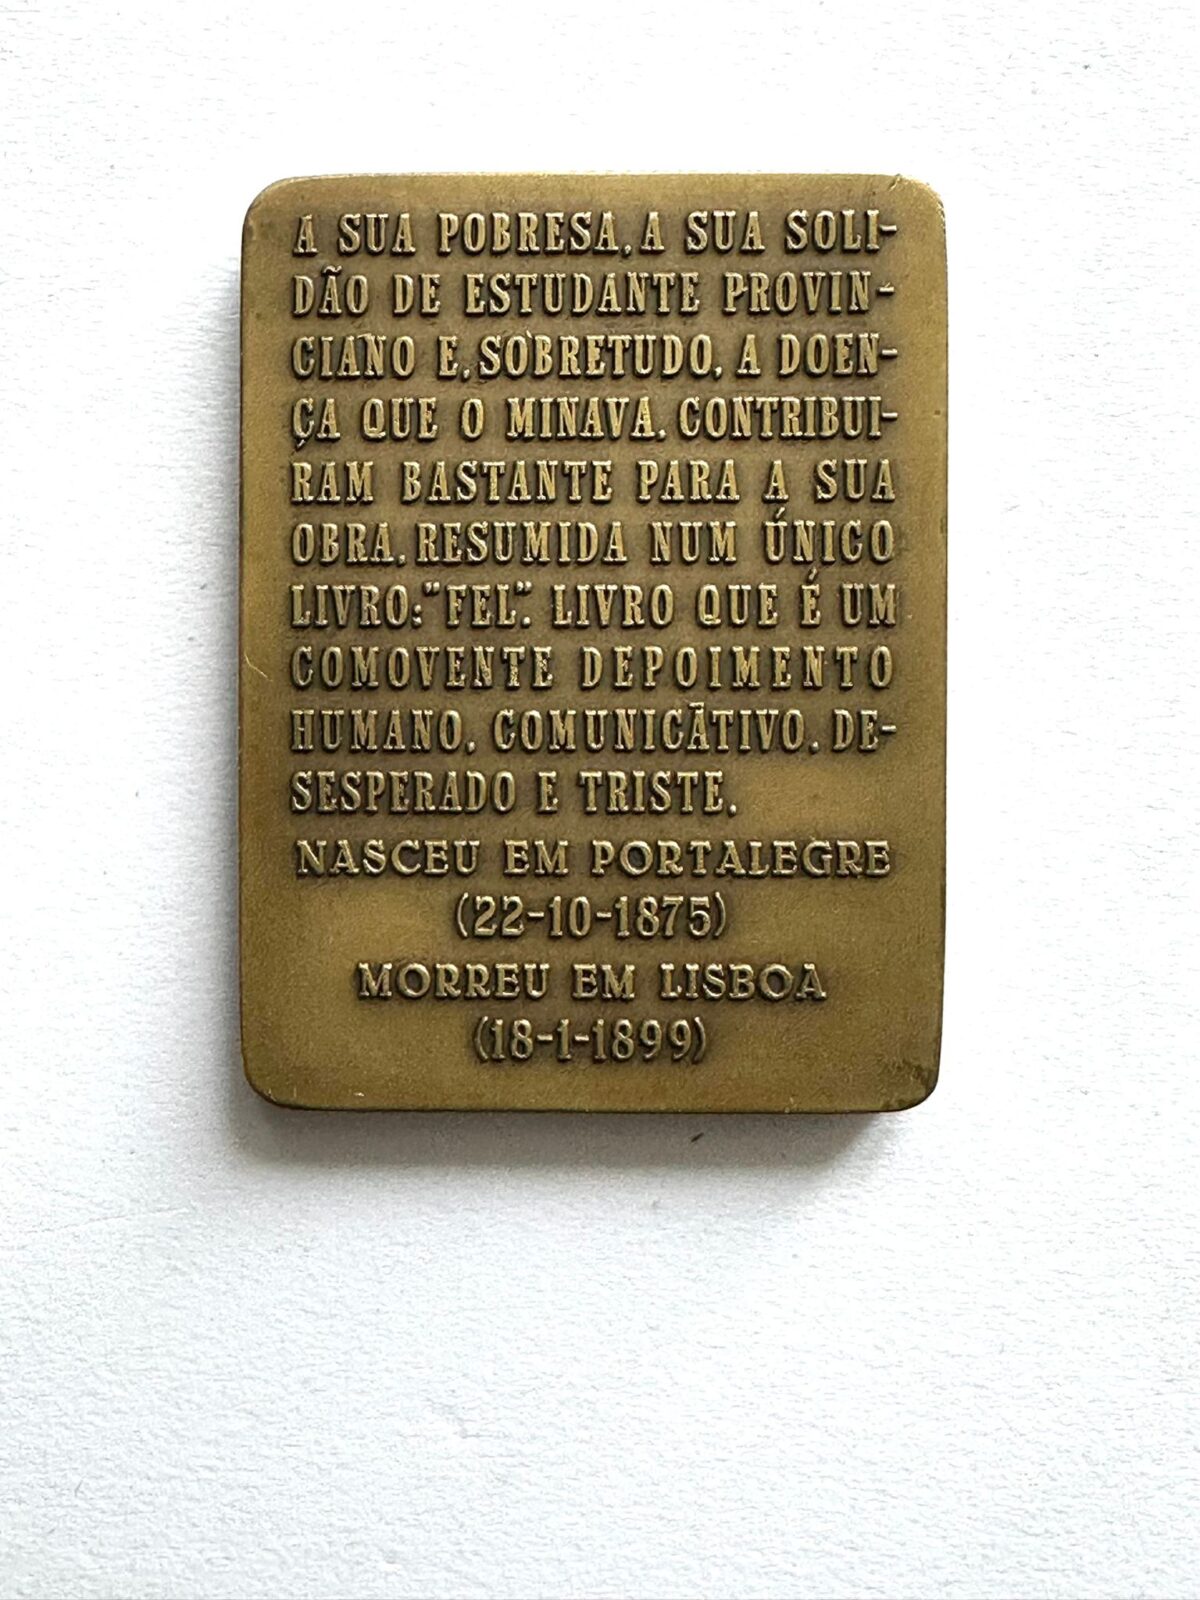 A SUA POBRESA, A SUA SOLI-
DÃO DE ESTUDANTE PROVIN-
CIANO E, SOBRETUDO, A DOEN-
ÇA QUE O MINAVA, CONTRIBUI-
RAM BASTANTE PARA A SUA
OBRA, RESUMIDA NUM ÚNICO
LIVRO: "FEL". LIVRO QUE É UM
COMOVENTE DEPOIMENTO
HUMANO, COMUNICÃTIVO, DE-
SESPERADO E TRISTE.
NASCEU EM PORTALEGRE
(22-10-1875)
MORREU EM LISBOA
(18-1-1899)